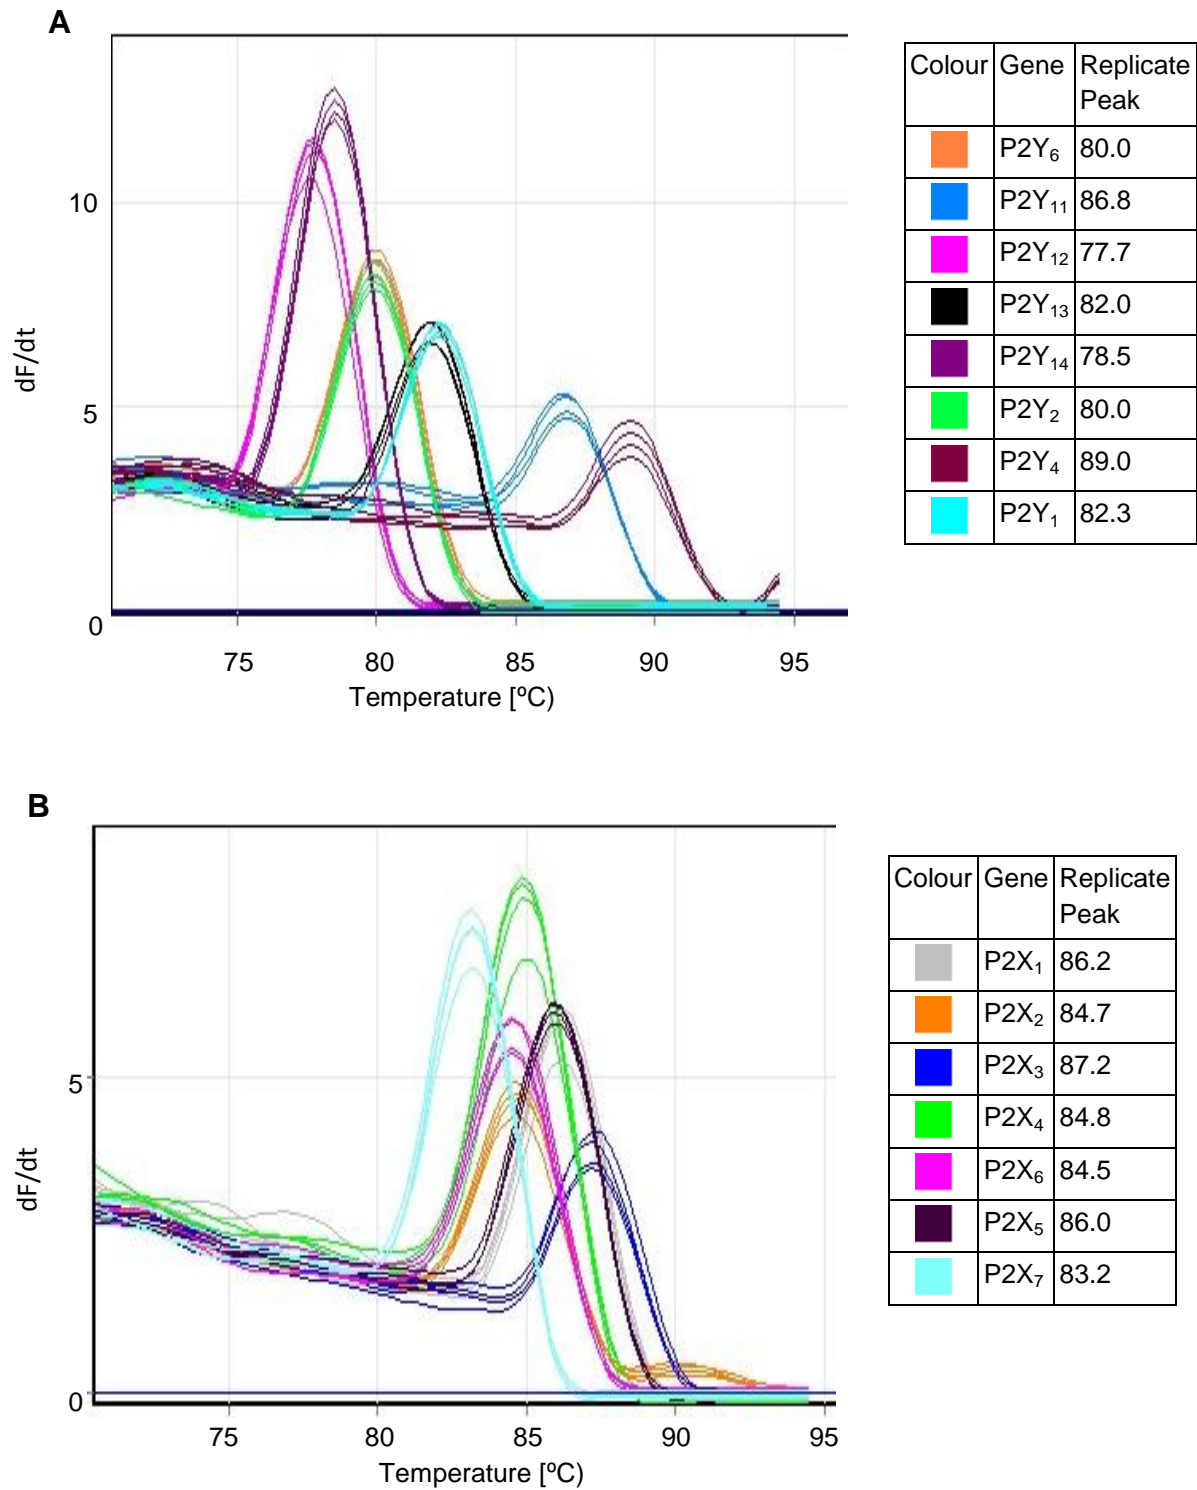 A
dF/dt
10
5
0
75 80 85 90 95
Temperature [ºC)
Colour Gene Replicate
Peak
P2Y₆ 80.0
P2Y₁₁ 86.8
P2Y₁₂ 77.7
P2Y₁₃ 82.0
P2Y₁₄ 78.5
P2Y₂ 80.0
P2Y₄ 89.0
P2Y₁ 82.3
B
dF/dt
5
0
75 80 85 90 95
Temperature [ºC)
Colour Gene Replicate
Peak
P2X₁ 86.2
P2X₂ 84.7
P2X₃ 87.2
P2X₄ 84.8
P2X₆ 84.5
P2X₅ 86.0
P2X₇ 83.2